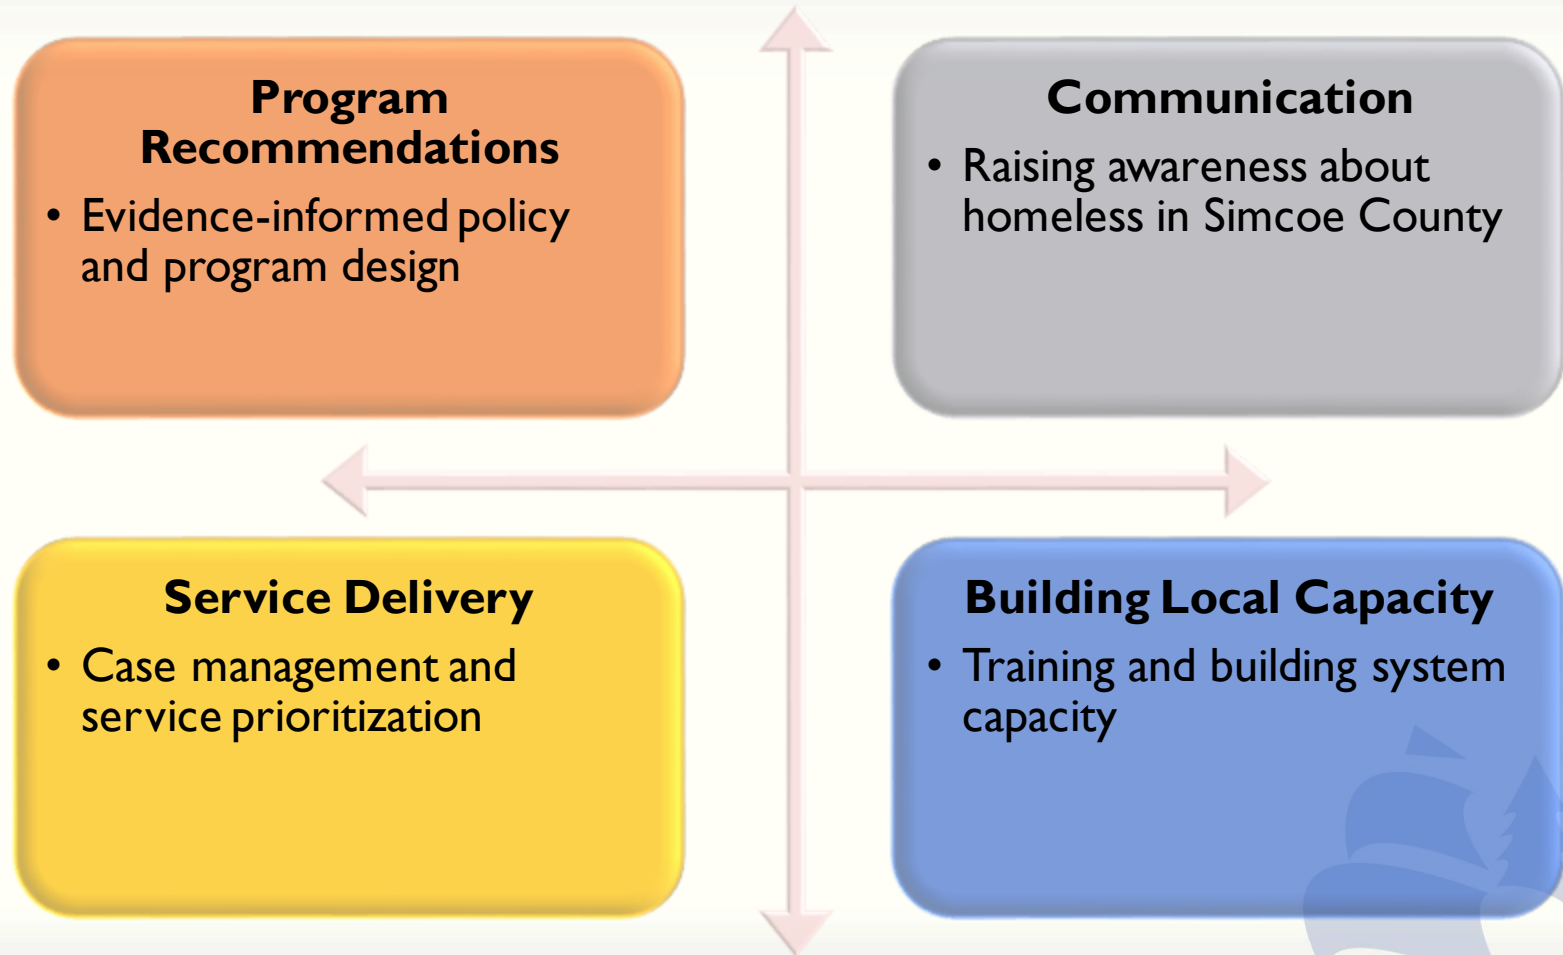 Program
Recommendations
• Evidence-informed policy
and program design
Communication
• Raising awareness about
homeless in Simcoe County
Service Delivery
• Case management and
service prioritization
Building Local Capacity
• Training and building system
capacity